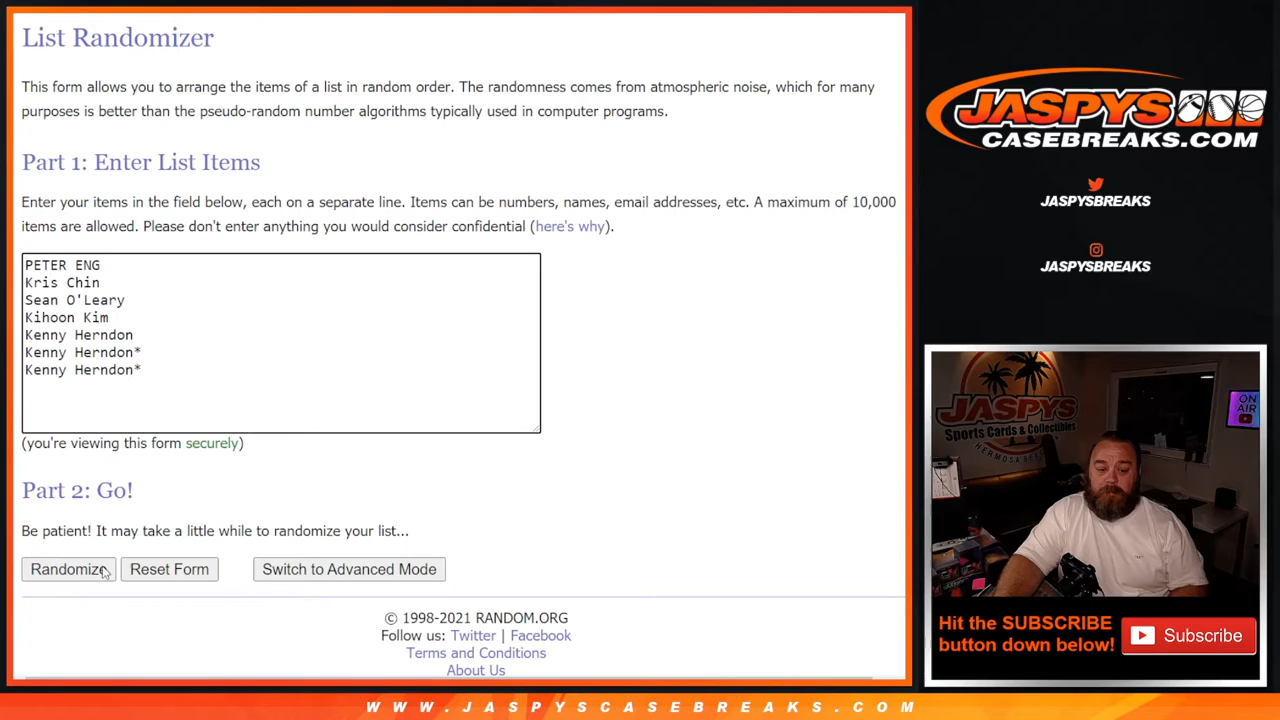 List Randomizer
This form allows you to arrange the items of a list in random order. The randomness comes from atmospheric noise, which for many
purposes is better than the pseudo-random number algorithms typically used in computer programs.
Part 1: Enter List Items
Enter your items in the field below, each on a separate line. Items can be numbers, names, email addresses, etc. A maximum of 10,000
items are allowed. Please don't enter anything you would consider confidential (here's why).
PETER ENG
Kris Chin
Sean O'Leary
Kihoon Kim
Kenny Herndon
Kenny Herndon*
Kenny Herndon*
(you're viewing this form securely)
Part 2: Go!
Be patient! It may take a little while to randomize your list...
Randomize
Reset Form
Switch to Advanced Mode
© 1998-2021 RANDOM.ORG
Follow us: Twitter | Facebook
Terms and Conditions
About Us
JASPYS
CASEBREAKS.COM
JASPYSBREAKS
JASPYSBREAKS
JASPYS
Sports Cards & Collectibles
HERMOSA BEA
ON
AIR
Hit the SUBSCRIBE
button down below!
Subscribe
WWW.JASPYSCASEBREAKS.COM